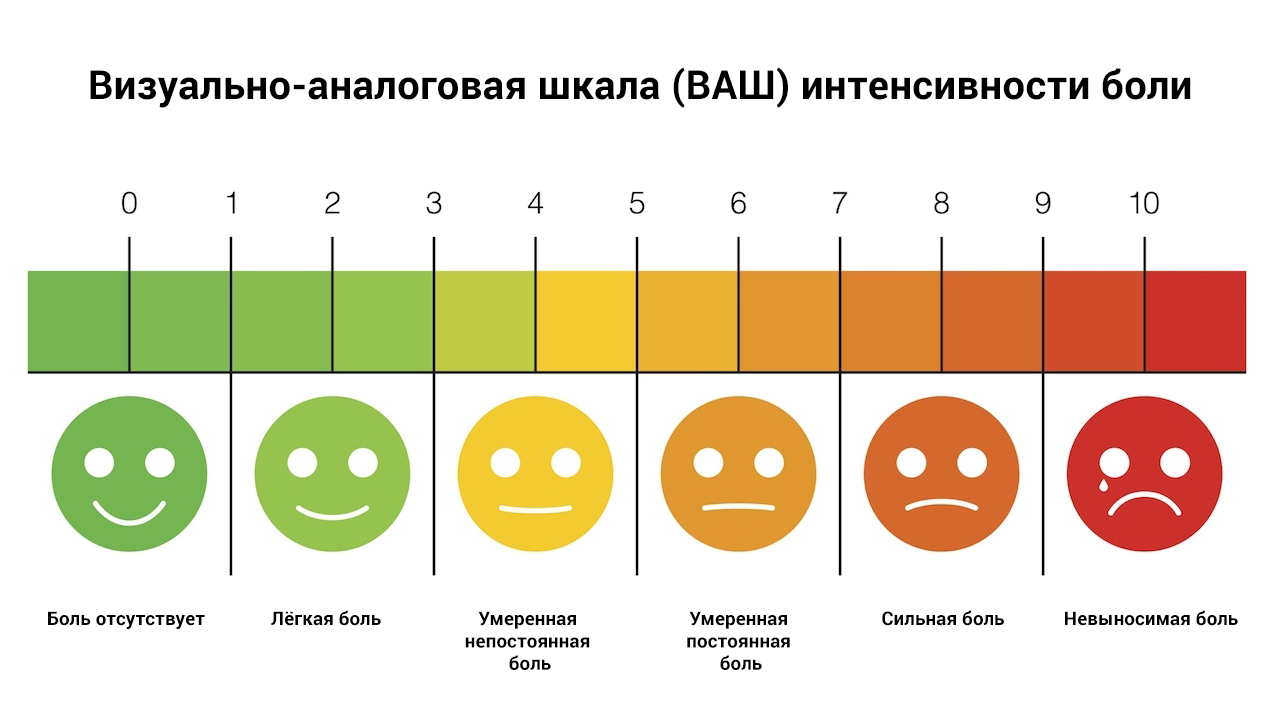 Визуально-аналоговая шкала (ВАШ) интенсивности боли
0 1 2 3 4 5 6 7 8 9 10
Боль отсутствует
Лёгкая боль
Умеренная
непостоянная
боль
Умеренная
постоянная
боль
Сильная боль
Невыносимая боль